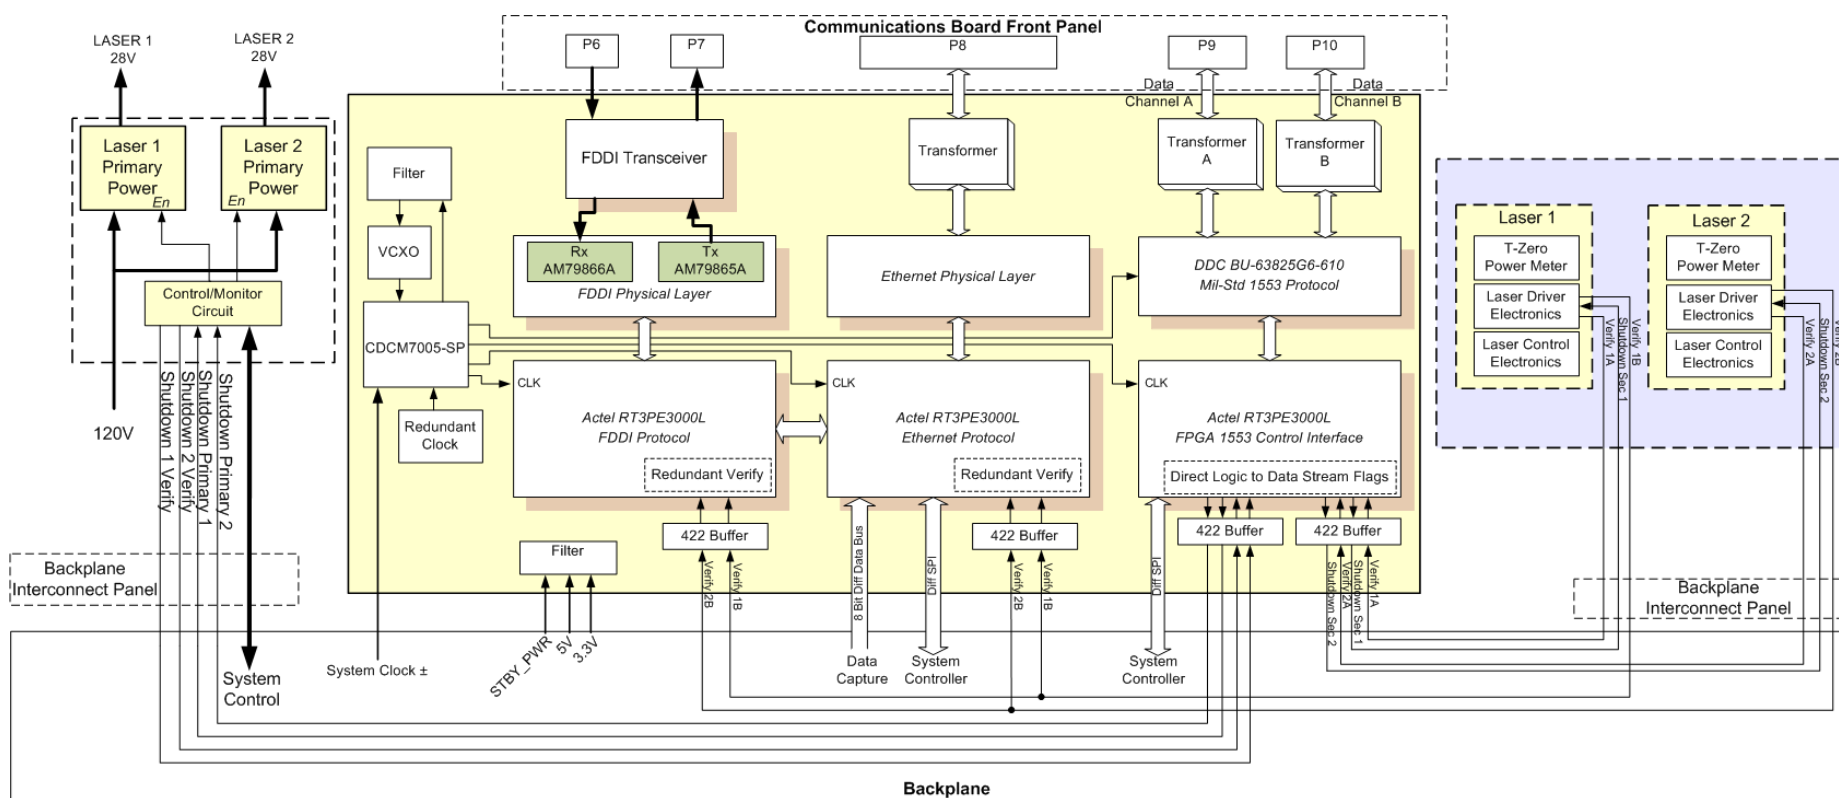 Communications Board Front Panel
P6
P7
P8
P9
P10
LASER 1
28V
LASER 2
28V
Data
Channel A
Data
Channel B
Laser 1
Primary
Power
En
Laser 2
Primary
Power
En
Control/Monitor
Circuit
120V
Shutdown 1 Verify
Shutdown 2 Verify
Shutdown Primary 1
Shutdown Primary 2
Backplane
Interconnect Panel
System
Control
Filter
VCXO
CDCM7005-SP
Redundant
Clock
System Clock ±
FDDI Transceiver
Rx
AM79866A
Tx
AM79865A
FDDI Physical Layer
CLK
Actel RT3PE3000L
FDDI Protocol
Redundant Verify
422 Buffer
Verify 2B
Verify 1B
Filter
STBY_PWR
5V
3.3V
Transformer
Ethernet Physical Layer
CLK
Actel RT3PE3000L
Ethernet Protocol
Redundant Verify
422 Buffer
Verify 2B
Verify 1B
8 Bit Diff Data Bus
Diff SPI
Data
Capture
System
Controller
Transformer
A
Transformer
B
DDC BU-63825G6-610
Mil-Std 1553 Protocol
CLK
Actel RT3PE3000L
FPGA 1553 Control Interface
Direct Logic to Data Stream Flags
422 Buffer
422 Buffer
Diff SPI
System
Controller
Shutdown Sec 2
Verify 2A
Shutdown Sec 1
Verify 1A
Laser 1
T-Zero
Power Meter
Laser Driver
Electronics
Laser Control
Electronics
Verify 1A
Shutdown Sec 1
Verify 1B
Laser 2
T-Zero
Power Meter
Laser Driver
Electronics
Laser Control
Electronics
Verify 2A
Shutdown Sec 2
Verify 2B
Backplane
Interconnect Panel
Backplane